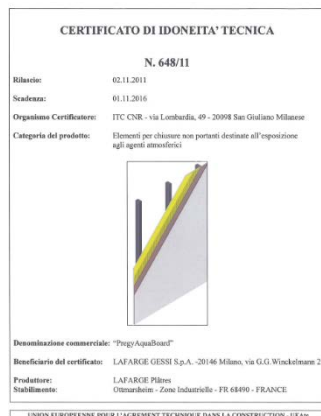 CERTIFICATO DI IDONEITA' TECNICA
N. 648/11
Rilascio: 02.11.2011
Scadenza: 01.11.2016
Organismo Certificatore: ITC CNR - via Lombardia, 49 - 20098 San Giuliano Milanese
Categoria del prodotto: Elementi per chiusure non portanti destinate all'esposizione
agli agenti atmosferici
Denominazione commerciale: "PregyAquaBoard"
Beneficiario del certificato: LAFARGE GESSI S.p.A. -20146 Milano, via G.G.Winckelmann 2
Produttore: LAFARGE Plâtres
Stabilimento: Ottmarsheim - Zone Industrielle - FR 68490 - FRANCE
UNION EUROPEENNE POUR L'AGREMENT TECHNIQUE DANS LA CONSTRUCTION - UEAtc